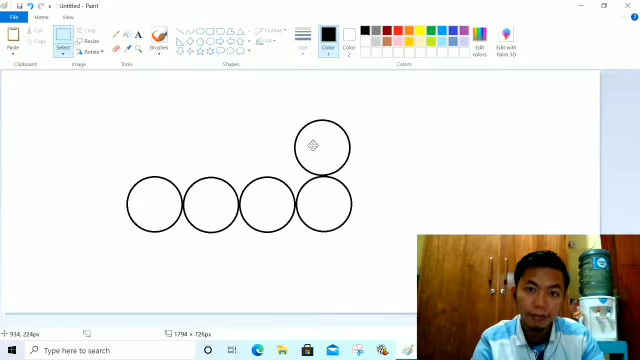 Untitled - Paint
File Home View
Paste
Cut
Copy
Clipboard
Select
Crop
Resize
Rotate
Image
Tools
Brushes
Shapes
Outline
Fill
Size
Color 1
Color 2
Colors
Edit colors
Edit with Paint 3D
934, 224px
1794 × 726px
Type here to search